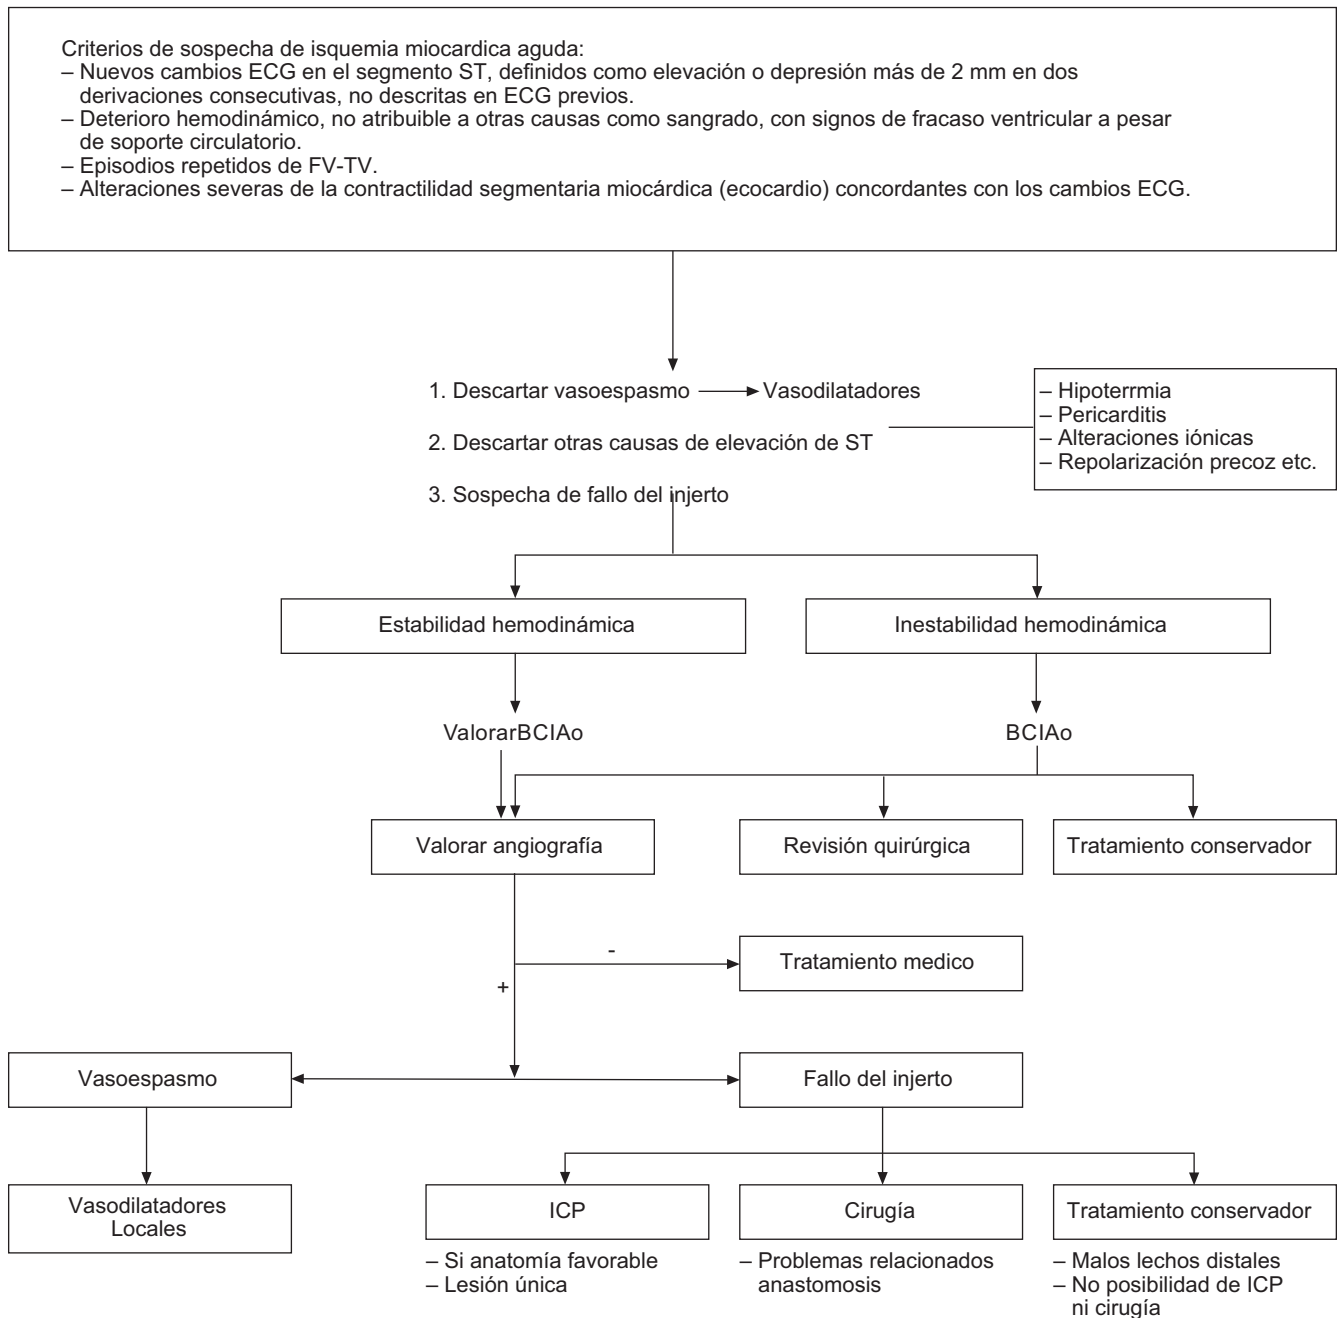 Criterios de sospecha de isquemia miocardica aguda:
– Nuevos cambios ECG en el segmento ST, definidos como elevación o depresión más de 2 mm en dos
derivaciones consecutivas, no descritas en ECG previos.
– Deterioro hemodinámico, no atribuible a otras causas como sangrado, con signos de fracaso ventricular a pesar
de soporte circulatorio.
– Episodios repetidos de FV-TV.
– Alteraciones severas de la contractilidad segmentaria miocárdica (ecocardio) concordantes con los cambios ECG.
1. Descartar vasoespasmo
Vasodilatadores
2. Descartar otras causas de elevación de ST
– Hipoterrmia
– Pericarditis
– Alteraciones iónicas
– Repolarización precoz etc.
3. Sospecha de fallo del injerto
Estabilidad hemodinámica
Inestabilidad hemodinámica
ValorarBCIAo
BCIAo
Valorar angiografía
Revisión quirúrgica
Tratamiento conservador
-
Tratamiento medico
+
Vasoespasmo
Fallo del injerto
Vasodilatadores
Locales
ICP
Cirugía
Tratamiento conservador
– Si anatomía favorable
– Lesión única
– Problemas relacionados
anastomosis
– Malos lechos distales
– No posibilidad de ICP
ni cirugía